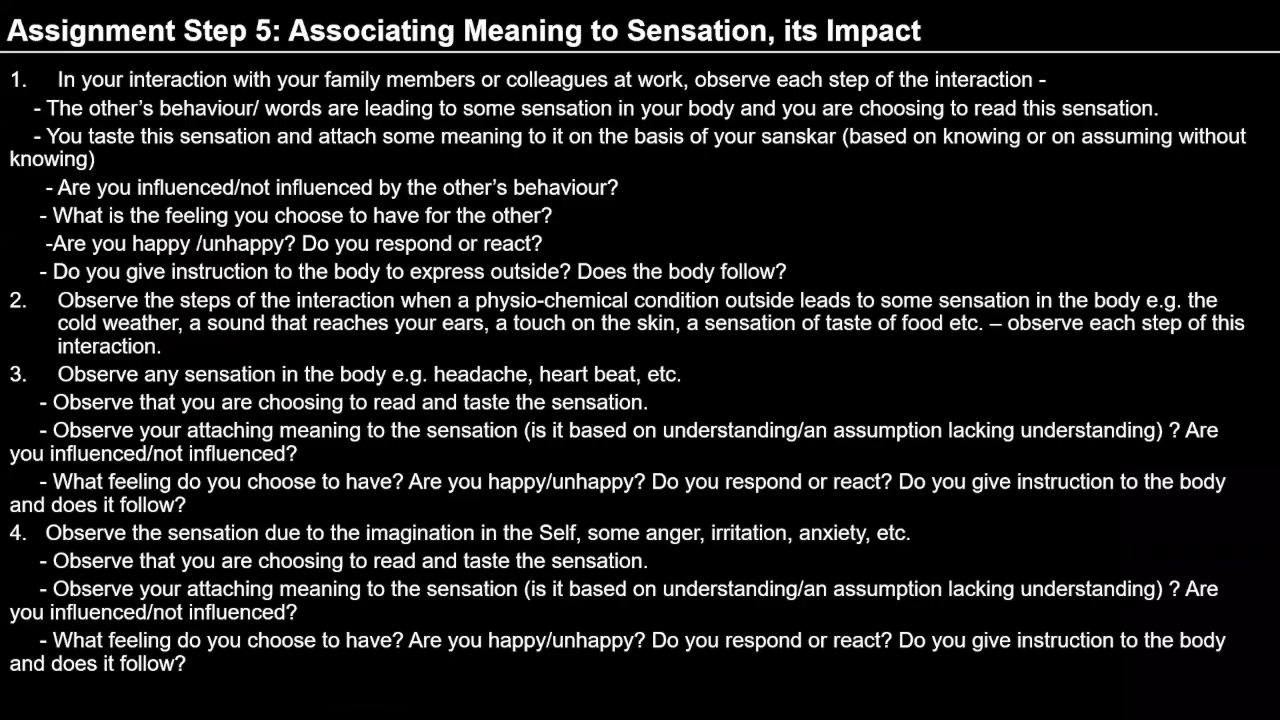 Assignment Step 5: Associating Meaning to Sensation, its Impact
1. In your interaction with your family members or colleagues at work, observe each step of the interaction -
- The other's behaviour/ words are leading to some sensation in your body and you are choosing to read this sensation.
- You taste this sensation and attach some meaning to it on the basis of your sanskar (based on knowing or on assuming without
knowing)
- Are you influenced/not influenced by the other's behaviour?
- What is the feeling you choose to have for the other?
-Are you happy /unhappy? Do you respond or react?
- Do you give instruction to the body to express outside? Does the body follow?
2. Observe the steps of the interaction when a physio-chemical condition outside leads to some sensation in the body e.g. the
cold weather, a sound that reaches your ears, a touch on the skin, a sensation of taste of food etc. – observe each step of this
interaction.
3. Observe any sensation in the body e.g. headache, heart beat, etc.
- Observe that you are choosing to read and taste the sensation.
- Observe your attaching meaning to the sensation (is it based on understanding/an assumption lacking understanding) ? Are
you influenced/not influenced?
- What feeling do you choose to have? Are you happy/unhappy? Do you respond or react? Do you give instruction to the body
and does it follow?
4. Observe the sensation due to the imagination in the Self, some anger, irritation, anxiety, etc.
- Observe that you are choosing to read and taste the sensation.
- Observe your attaching meaning to the sensation (is it based on understanding/an assumption lacking understanding) ? Are
you influenced/not influenced?
- What feeling do you choose to have? Are you happy/unhappy? Do you respond or react? Do you give instruction to the body
and does it follow?